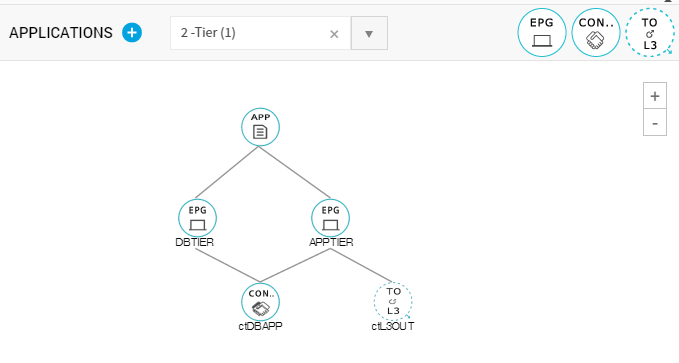 APPLICATIONS +
2 -Tier (1) × ▼
EPG
CON..
TO
L3
+
-
APP
EPG
DBTIER
EPG
APPTIER
CON..
ctDBAPP
TO
L3
ctL3OUT